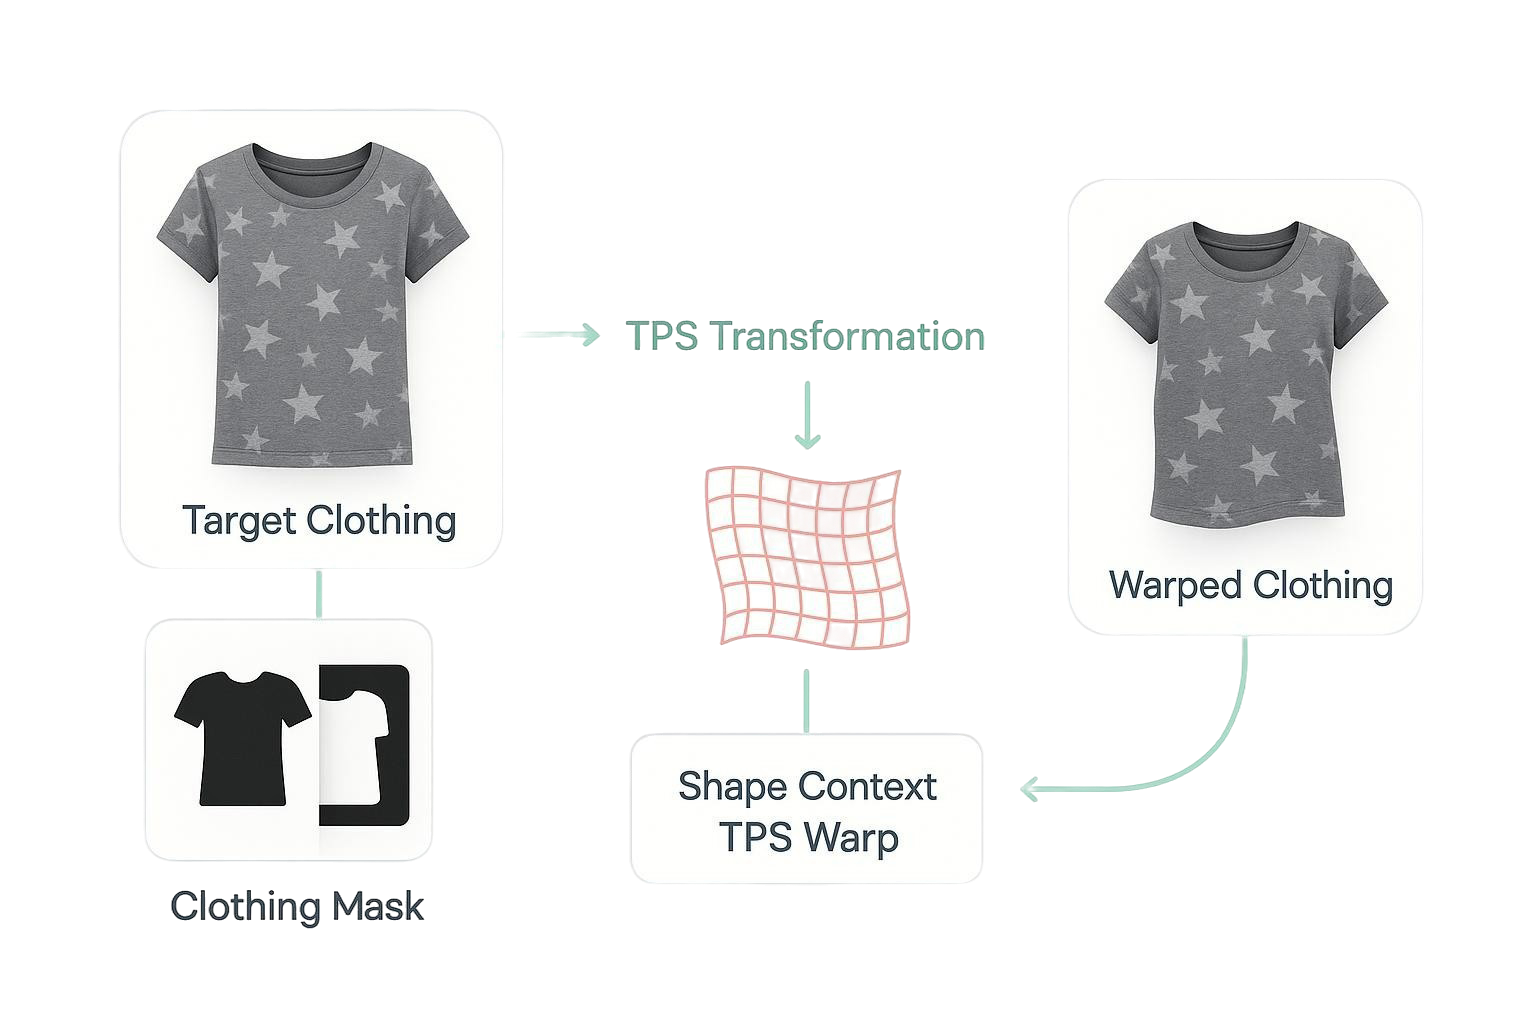 Target Clothing
TPS Transformation
Warped Clothing
Shape Context
TPS Warp
Clothing Mask